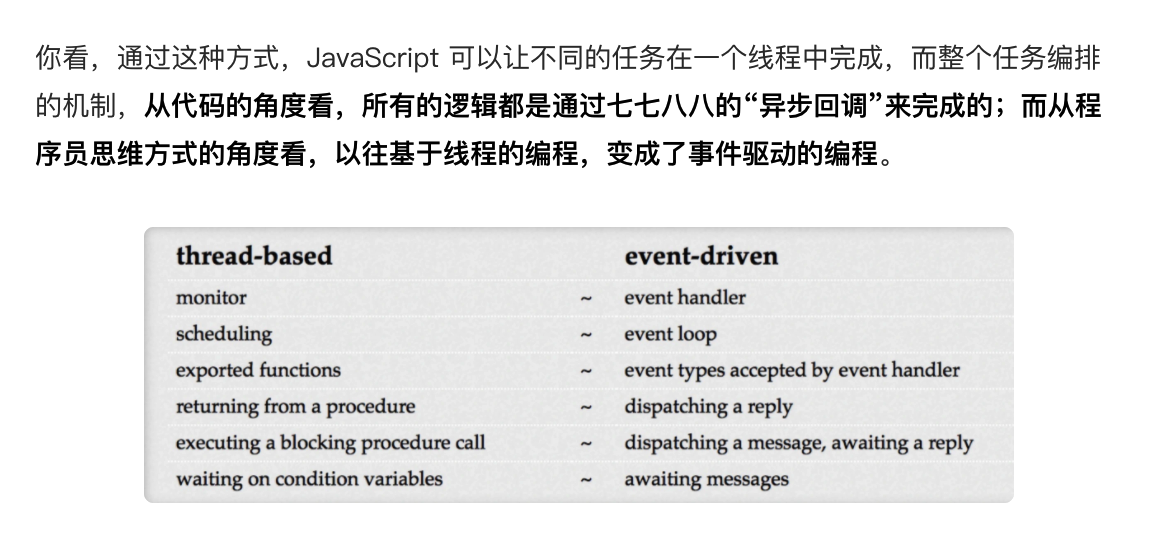 你看，通过这种方式，JavaScript 可以让不同的任务在一个线程中完成，而整个任务编排
的机制，从代码的角度看，所有的逻辑都是通过七七八八的“异步回调”来完成的；而从程
序员思维方式的角度看，以往基于线程的编程，变成了事件驱动的编程。
thread-based event-driven
monitor ~ event handler
scheduling ~ event loop
exported functions ~ event types accepted by event handler
returning from a procedure ~ dispatching a reply
executing a blocking procedure call ~ dispatching a message, awaiting a reply
waiting on condition variables ~ awaiting messages